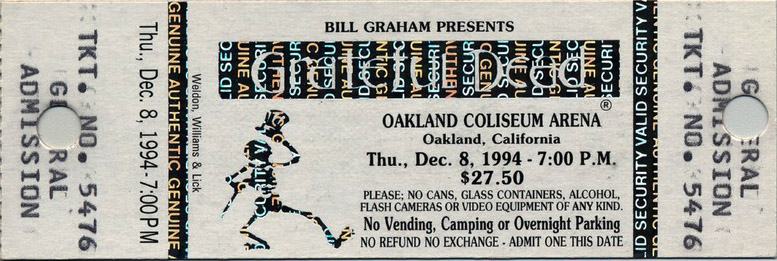 TKT. NO. 5476
GENERAL
ADMISSION
Thu., Dec. 8, 1994 - 7:00 PM
GENUINE AUTHENTIC GENUINE
Weldon, Williams & Lick
BILL GRAHAM PRESENTS
Grateful Dead
®
OAKLAND COLISEUM ARENA
Oakland, California
Thu., Dec. 8, 1994 - 7:00 P.M.
$27.50
PLEASE; NO CANS, GLASS CONTAINERS, ALCOHOL,
FLASH CAMERAS OR VIDEO EQUIPMENT OF ANY KIND.
No Vending, Camping or Overnight Parking
NO REFUND NO EXCHANGE - ADMIT ONE THIS DATE
SECURITY VALID SECURITY
TKT. NO. 5476
GENERAL
ADMISSION